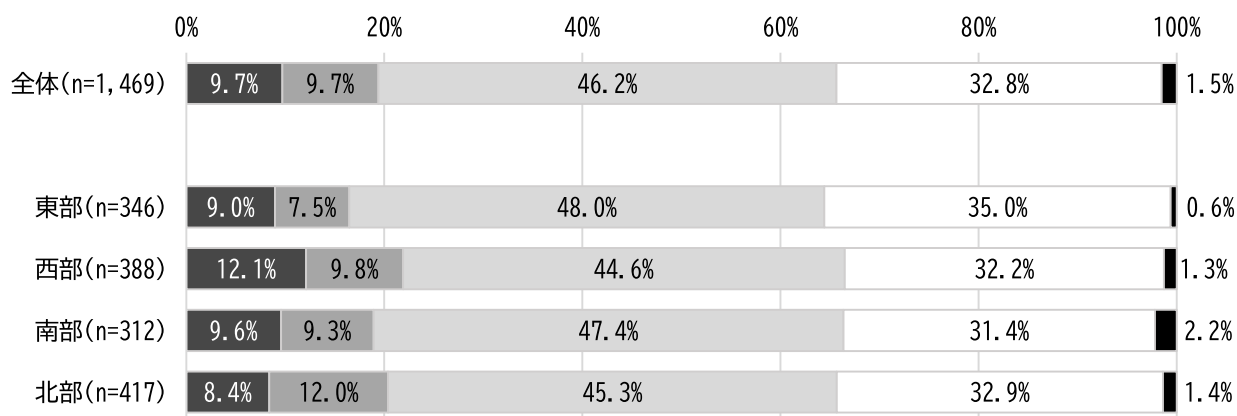 0% 20% 40% 60% 80% 100%
全体(n=1,469) 9.7% 9.7% 46.2% 32.8% 1.5%
東部(n=346) 9.0% 7.5% 48.0% 35.0% 0.6%
西部(n=388) 12.1% 9.8% 44.6% 32.2% 1.3%
南部(n=312) 9.6% 9.3% 47.4% 31.4% 2.2%
北部(n=417) 8.4% 12.0% 45.3% 32.9% 1.4%